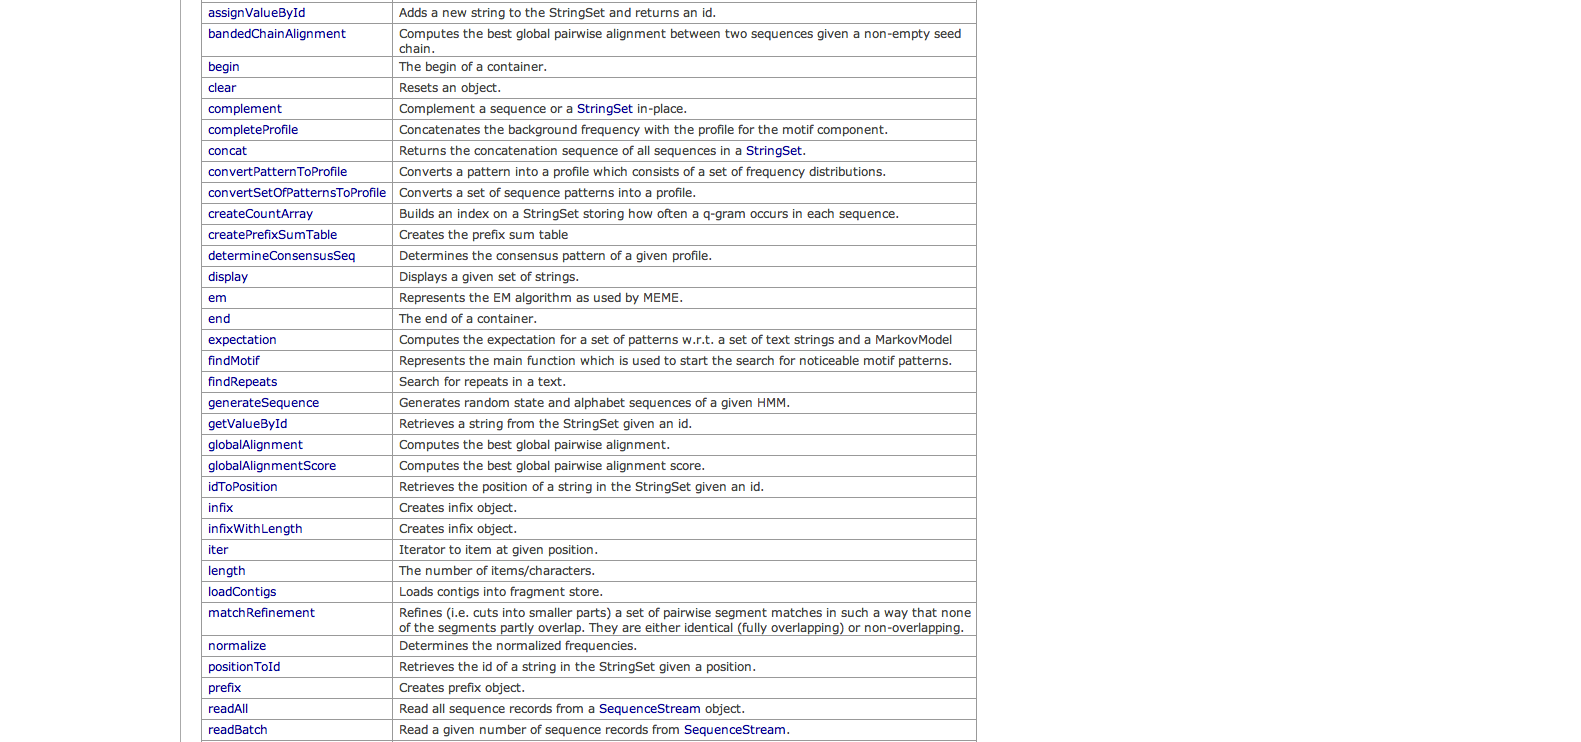 assignValueById Adds a new string to the StringSet and returns an id.
bandedChainAlignment Computes the best global pairwise alignment between two sequences given a non-empty seed
chain.
begin The begin of a container.
clear Resets an object.
complement Complement a sequence or a StringSet in-place.
completeProfile Concatenates the background frequency with the profile for the motif component.
concat Returns the concatenation sequence of all sequences in a StringSet.
convertPatternToProfile Converts a pattern into a profile which consists of a set of frequency distributions.
convertSetOfPatternsToProfile Converts a set of sequence patterns into a profile.
createCountArray Builds an index on a StringSet storing how often a q-gram occurs in each sequence.
createPrefixSumTable Creates the prefix sum table
determineConsensusSeq Determines the consensus pattern of a given profile.
display Displays a given set of strings.
em Represents the EM algorithm as used by MEME.
end The end of a container.
expectation Computes the expectation for a set of patterns w.r.t. a set of text strings and a MarkovModel
findMotif Represents the main function which is used to start the search for noticeable motif patterns.
findRepeats Search for repeats in a text.
generateSequence Generates random state and alphabet sequences of a given HMM.
getValueById Retrieves a string from the StringSet given an id.
globalAlignment Computes the best global pairwise alignment.
globalAlignmentScore Computes the best global pairwise alignment score.
idToPosition Retrieves the position of a string in the StringSet given an id.
infix Creates infix object.
infixWithLength Creates infix object.
iter Iterator to item at given position.
length The number of items/characters.
loadContigs Loads contigs into fragment store.
matchRefinement Refines (i.e. cuts into smaller parts) a set of pairwise segment matches in such a way that none
of the segments partly overlap. They are either identical (fully overlapping) or non-overlapping.
normalize Determines the normalized frequencies.
positionToId Retrieves the id of a string in the StringSet given a position.
prefix Creates prefix object.
readAll Read all sequence records from a SequenceStream object.
readBatch Read a given number of sequence records from SequenceStream.